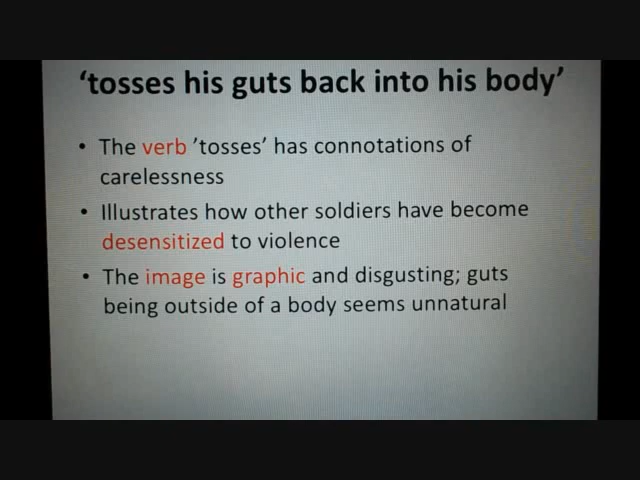 ‘tosses his guts back into his body’
• The verb ’tosses’ has connotations of
carelessness
• Illustrates how other soldiers have become
desensitized to violence
• The image is graphic and disgusting; guts
being outside of a body seems unnatural